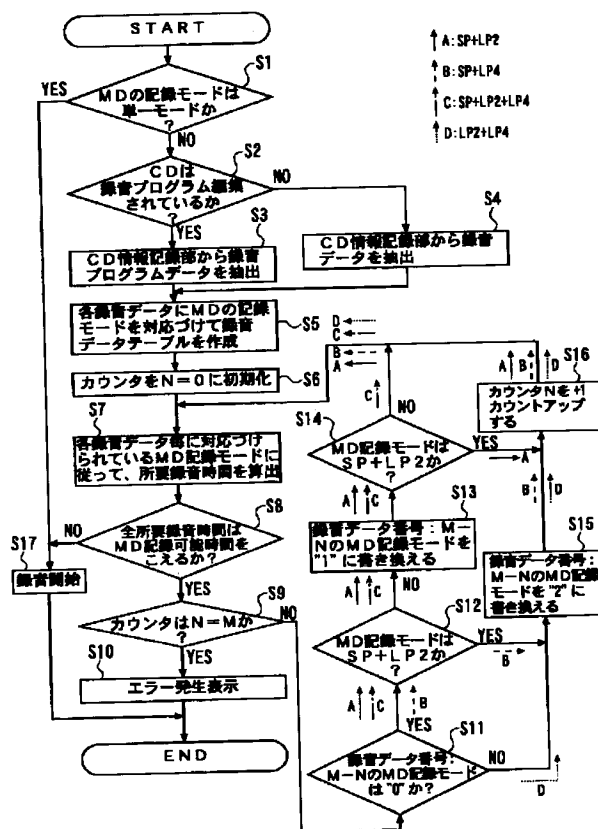 START
S1
YES
MDの記録モードは
単一モードか
?
NO
S2
CDは
録音プログラム編集
されているか
?
NO
YES
S3
CD情報記録部から録音
プログラムデータを抽出
S4
CD情報記録部から録音
データを抽出
各録音データにMDの記録
モードを対応づけて録音
データテーブルを作成
S5
カウンタをN=0に初期化
S6
S7
各録音データ毎に対応づけ
られているMD記録モードに
従って、所要録音時間を算出
S8
全所要録音時間は
MD記録可能時間を
こえるか?
NO
YES
S17
録音開始
S9
カウンタはN=Mか
?
NO
YES
S10
エラー発生表示
END
A:SP+LP2
B:SP+LP4
C:SP+LP2+LP4
D:LP2+LP4
D
C
B
A
S16
カウンタNを+1
カウントアップ
する
A
B
D
C
NO
S14
MD記録モードは
SP+LP2か
?
YES
A
A
C
S13
録音データ番号:M-
NのMD記録モードを
"1"に書き換える
B
D
S15
録音データ番号:
M-NのMD記録
モードを"2"に
書き換える
A
C
NO
S12
MD記録モードは
SP+LP2か
?
YES
B
A
C
B
YES
S11
録音データ番号:
M-NのMD記録モード
は"0"か?
NO
D